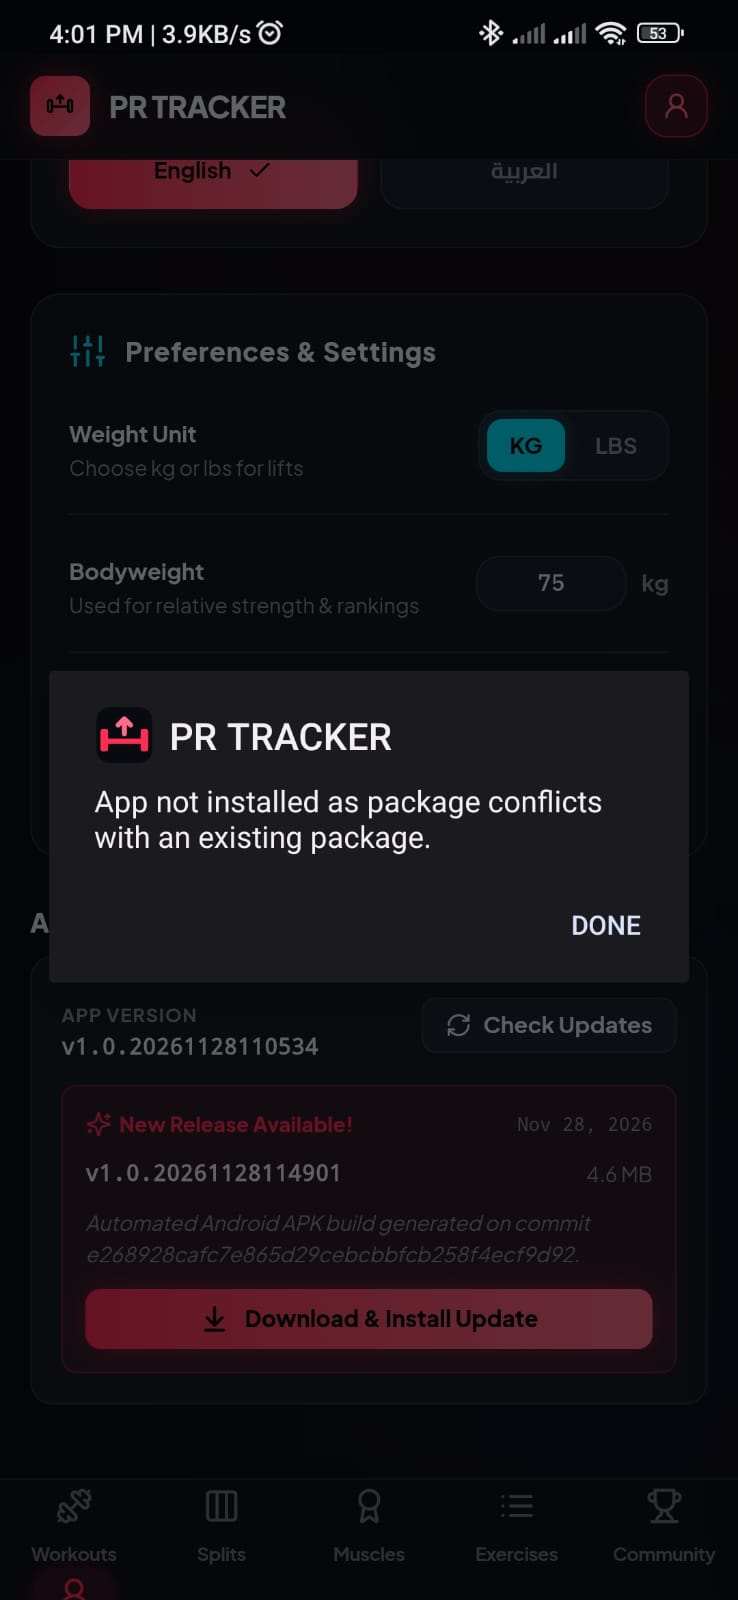 4:01 PM | 3.9KB/s
53
PR TRACKER
English
العربية
Preferences & Settings
Weight Unit
KG
LBS
Choose kg or lbs for lifts
Bodyweight
75
kg
Used for relative strength & rankings
PR TRACKER
App not installed as package conflicts
with an existing package.
DONE
A
APP VERSION
v1.0.20261128110534
Check Updates
New Release Available!
Nov 28, 2026
v1.0.20261128114901
4.6 MB
Automated Android APK build generated on commit
e268928cafc7e865d29cebcbbfcb258f4ecf9d92.
Download & Install Update
Workouts
Splits
Muscles
Exercises
Community